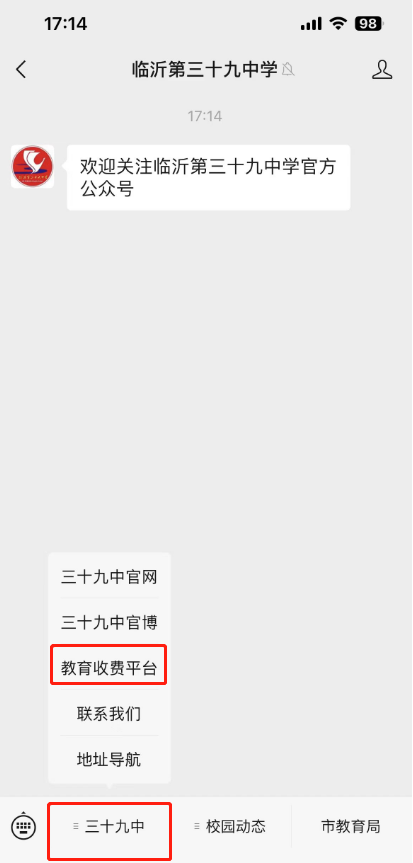 17:14
98
临沂第三十九中学
17:14
欢迎关注临沂第三十九中学官方
公众号
三十九中官网
三十九中官博
教育收费平台
联系我们
地址导航
三十九中
校园动态
市教育局